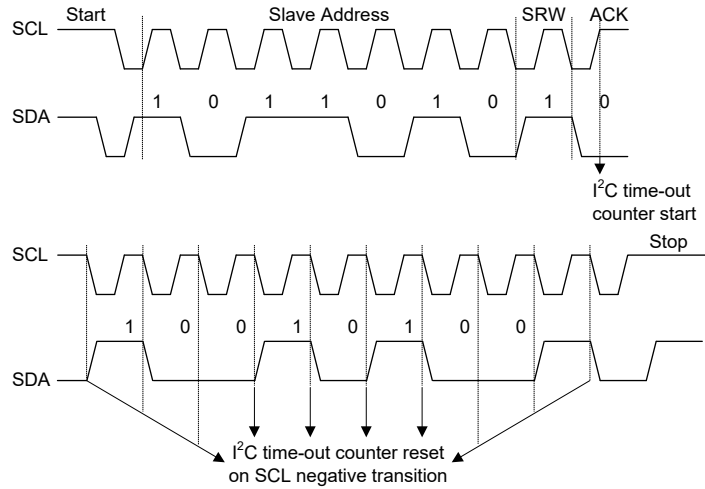 Start Slave Address SRW ACK
SCL
1 0 1 1 0 1 0 1 0
SDA
I²C time-out
counter start
Stop
SCL
1 0 0 1 0 1 0 0
SDA
I²C time-out counter reset
on SCL negative transition